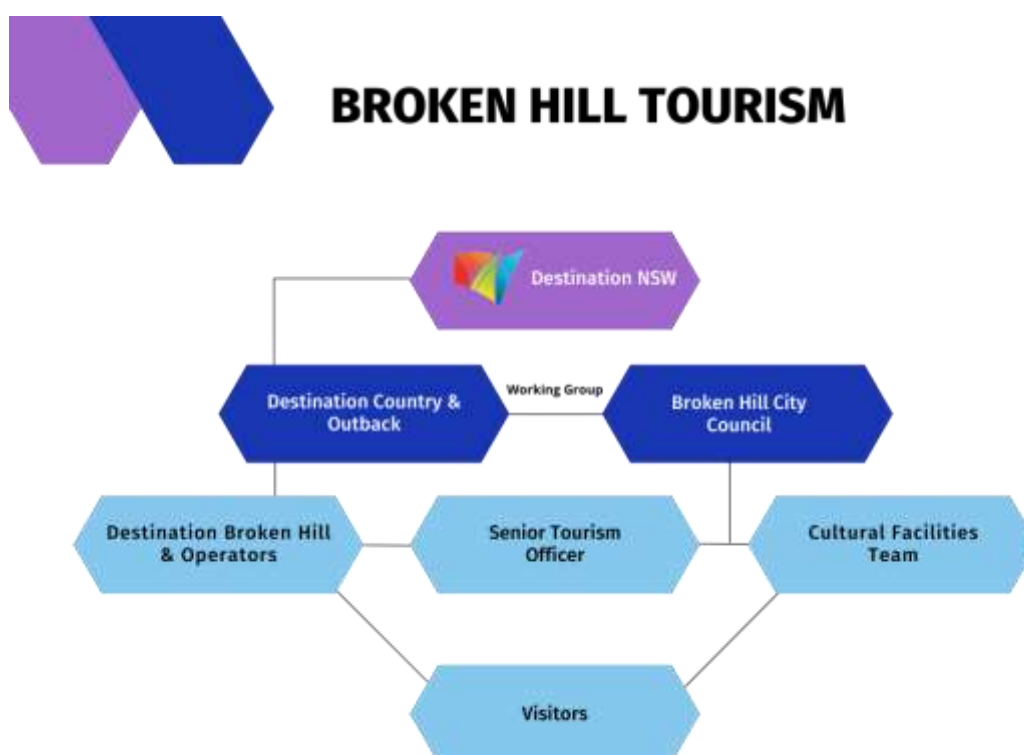 BROKEN HILL TOURISM
Destination NSW
Destination Country &
Outback
Working Group
Broken Hill City
Council
Destination Broken Hill
& Operators
Senior Tourism
Officer
Cultural Facilities
Team
Visitors